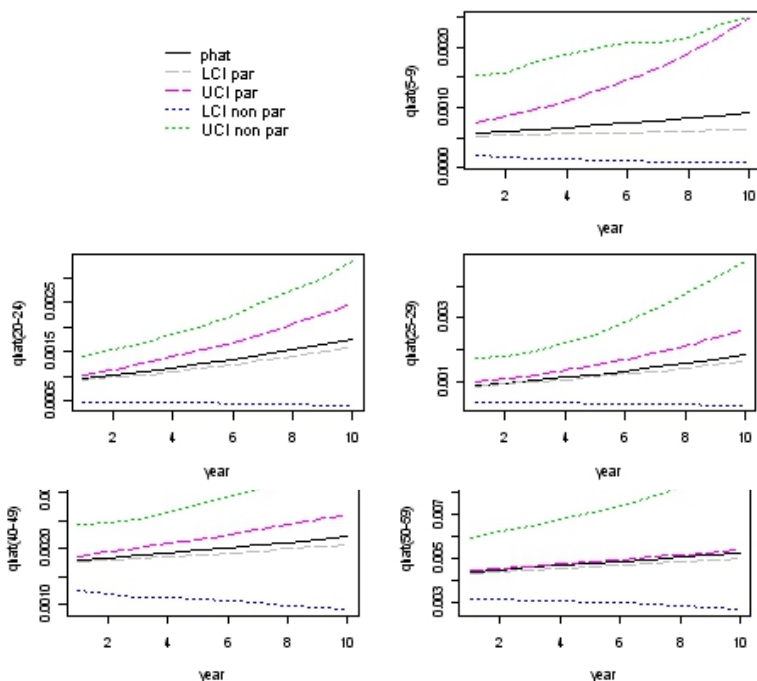 phat
LCI par
UCI par
LCI non par
UCI non par
qhat(5-9)
0.0000 0.0010 0.0020
2 4 6 8 10
year
qhat(20-24)
0.0005 0.0015 0.0025
2 4 6 8 10
year
qhat(25-29)
0.001 0.003
2 4 6 8 10
year
qhat(40-49)
0.0010 0.0020
2 4 6 8 10
year
qhat(50-59)
0.003 0.005 0.007
2 4 6 8 10
year